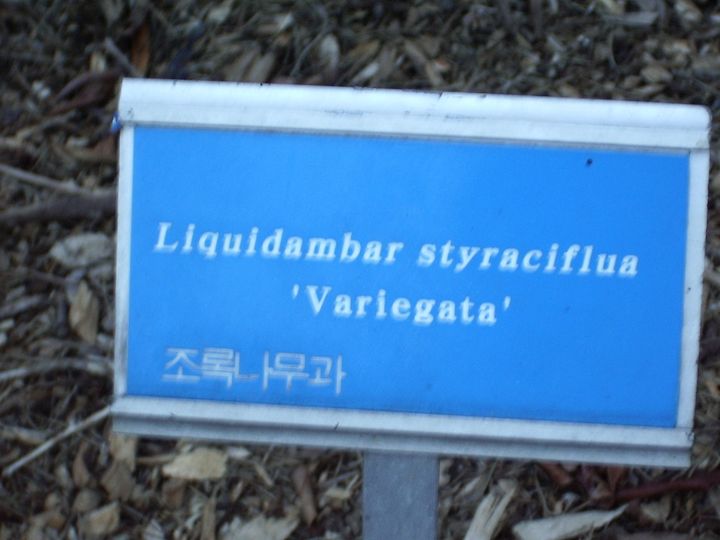 Liquidambar styraciflua
'Variegata'
조록나무과